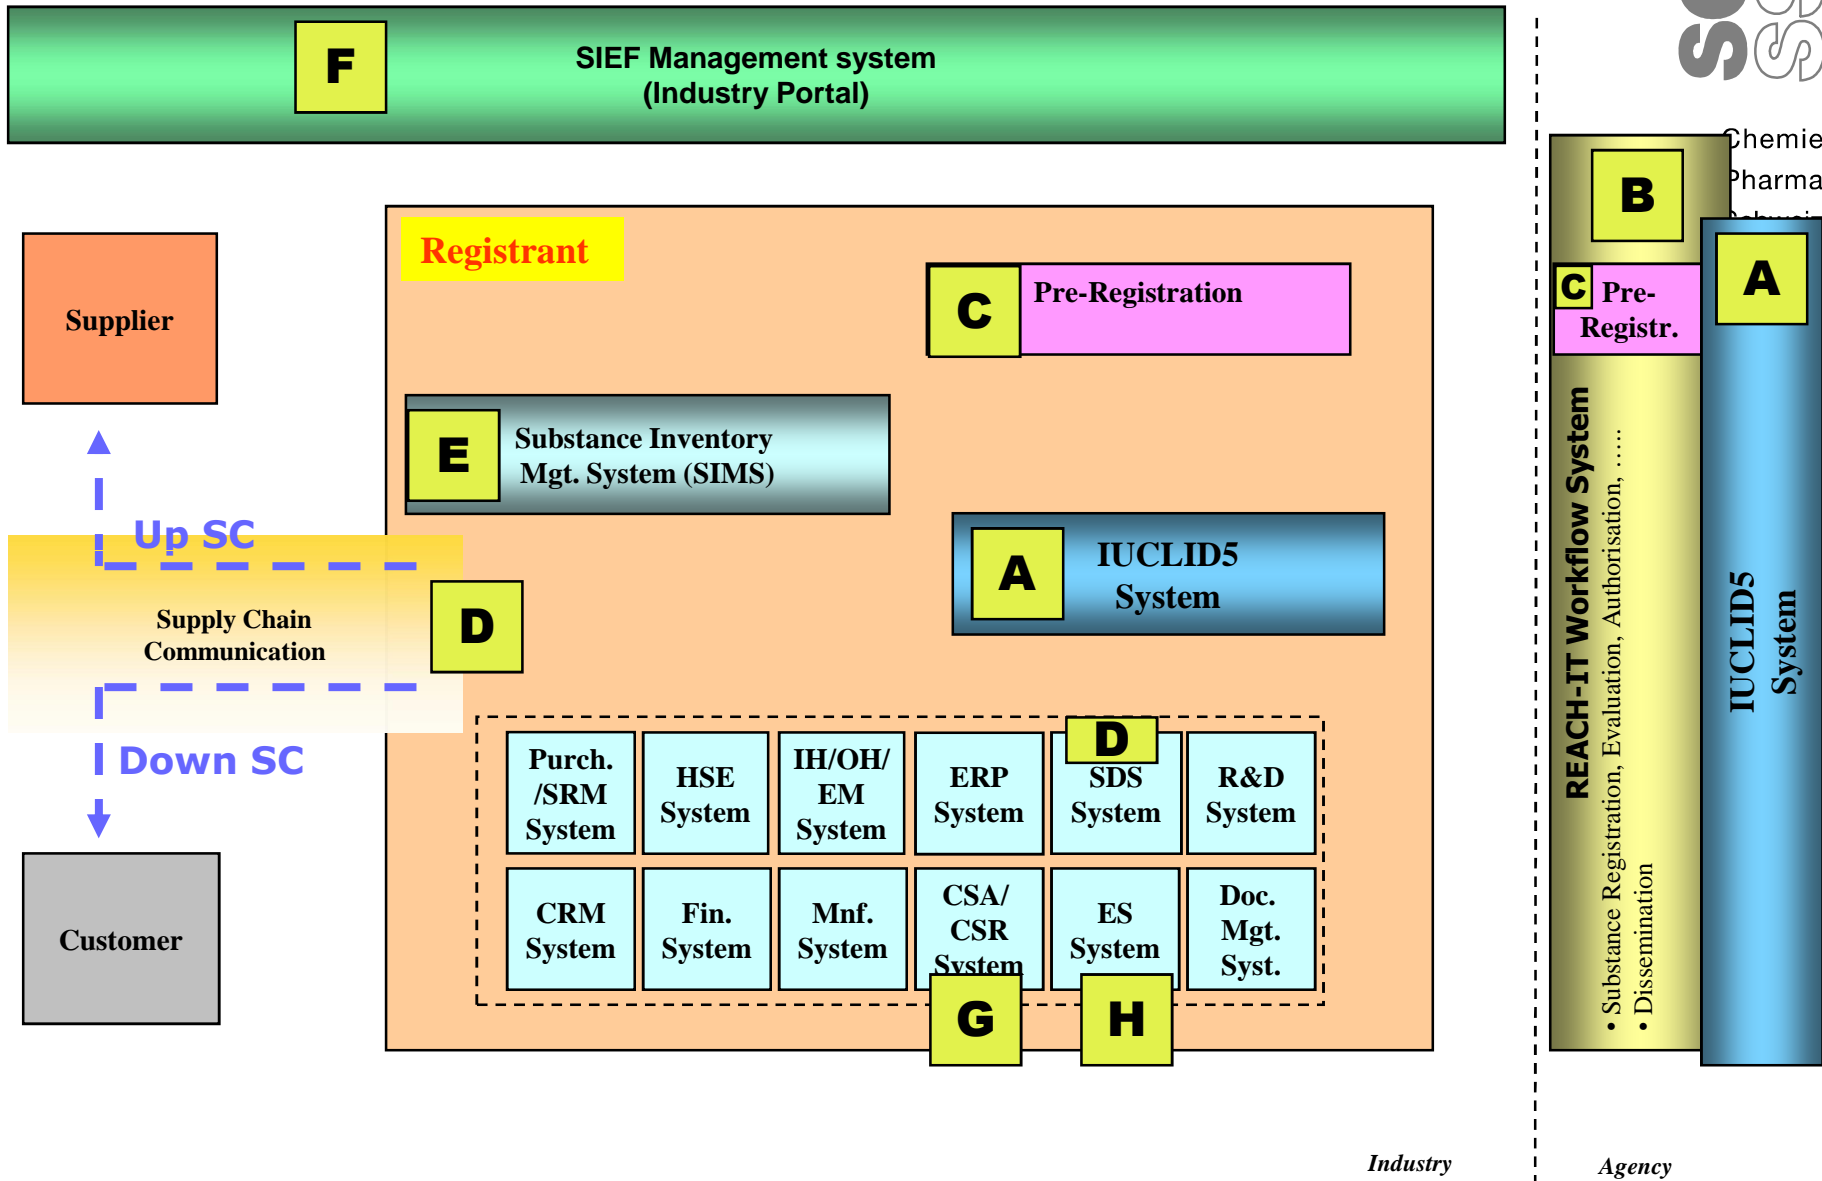 F
SIEF Management system
(Industry Portal)
Chemie
Pharma
B
A
Registrant
C
Pre-Registration
C
Pre-
Registr.
Supplier
E
Substance Inventory
Mgt. System (SIMS)
Up SC
A
IUCLID5
System
Supply Chain
Communication
D
Down SC
Purch.
/SRM
System
HSE
System
IH/OH/
EM
System
ERP
System
D
SDS
System
R&D
System
CRM
System
Fin.
System
Mnf.
System
CSA/
CSR
System
ES
System
Doc.
Mgt.
Syst.
G
H
Customer
REACH-IT Workflow System
• Substance Registration, Evaluation, Authorisation, …..
• Dissemination
IUCLID5
System
Industry
Agency